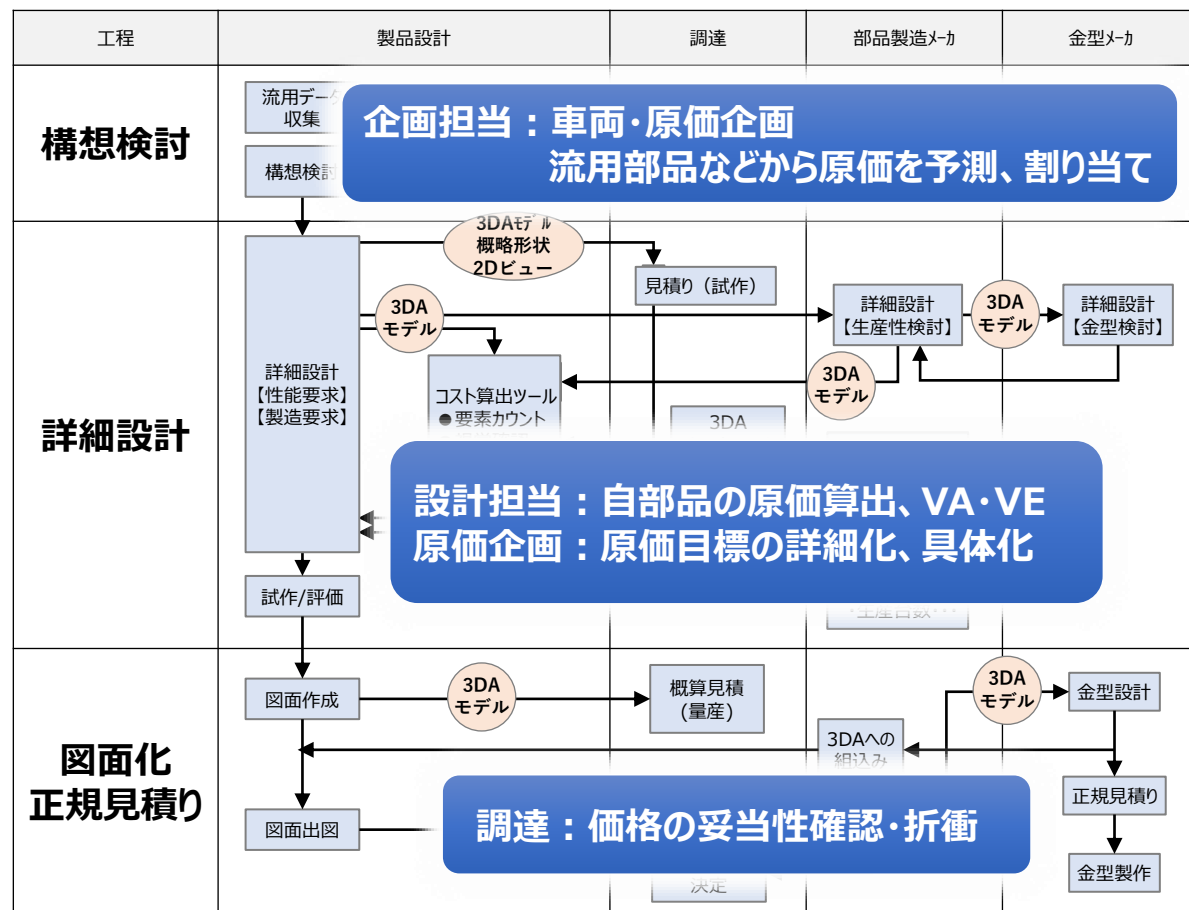 工程
製品設計
調達
部品製造ﾒｰｶ
金型ﾒｰｶ
構想検討
流用デー
収集
構想検討
企画担当：車両･原価企画
流用部品などから原価を予測、割り当て
詳細設計
3DAﾓﾃﾞﾙ
概略形状
2Dビュー
見積り（試作）
3DA
モデル
詳細設計
【生産性検討】
3DA
モデル
詳細設計
【金型検討】
詳細設計
【性能要求】
【製造要求】
コスト算出ツール
●要素カウント
3DA
モデル
3DA
設計担当：自部品の原価算出、VA･VE
原価企画：原価目標の詳細化、具体化
試作/評価
･生産台数･･･
図面化
正規見積り
図面作成
3DA
モデル
概算見積
(量産)
3DA
モデル
金型設計
3DAへの
組込み
正規見積り
図面出図
調達：価格の妥当性確認･折衝
決定
金型製作